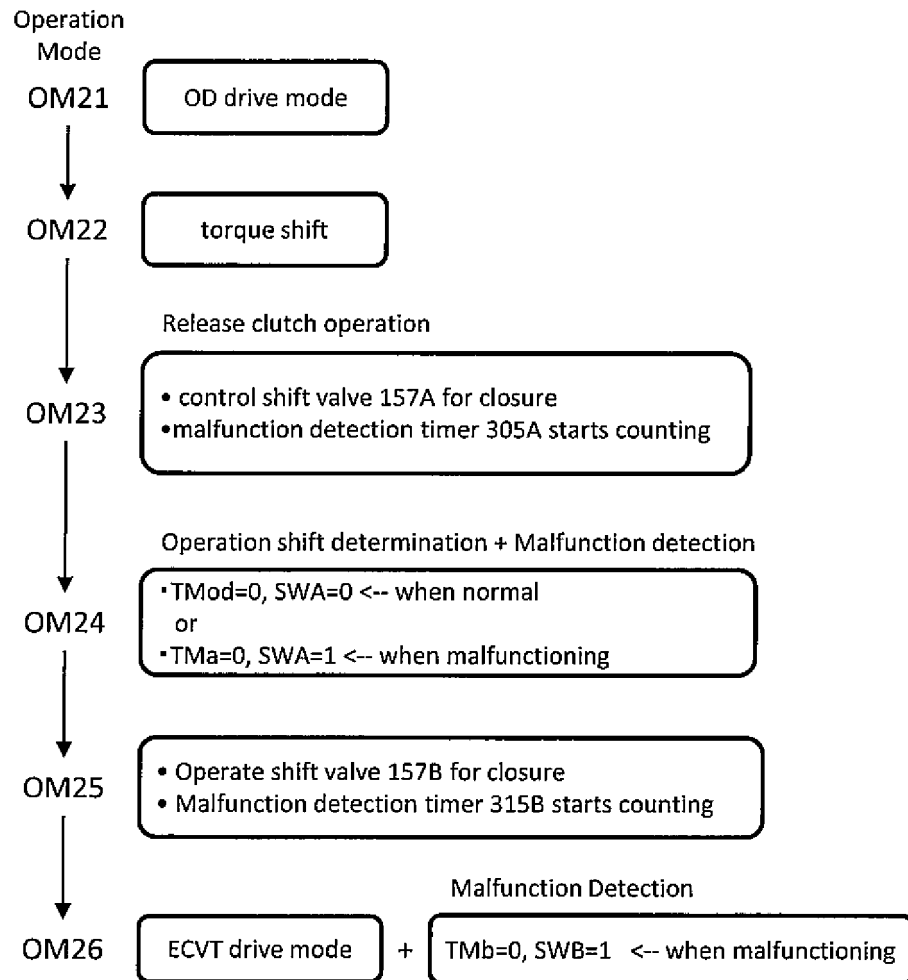 Operation
Mode
OM21
OD drive mode
OM22
torque shift
Release clutch operation
OM23
• control shift valve 157A for closure
•malfunction detection timer 305A starts counting
Operation shift determination + Malfunction detection
OM24
・TMod=0, SWA=0 <-- when normal
or
・TMa=0, SWA=1 <-- when malfunctioning
OM25
• Operate shift valve 157B for closure
• Malfunction detection timer 315B starts counting
Malfunction Detection
OM26
ECVT drive mode + TMb=0, SWB=1 <-- when malfunctioning